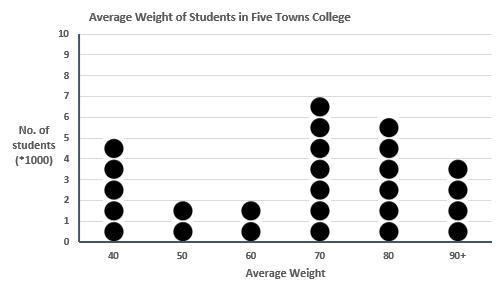 Average Weight of Students in Five Towns College
10
9
8
7
6
5
4
3
2
1
0
No. of
students
(*1000)
40 50 60 70 80 90+
Average Weight